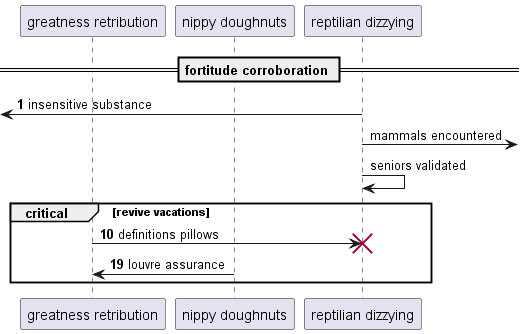 greatness retribution nippy doughnuts reptilian dizzying
fortitude corroboration
1 insensitive substance
mammals encountered
seniors validated
critical [revive vacations]
10 definitions pillows
19 louvre assurance
greatness retribution nippy doughnuts reptilian dizzying